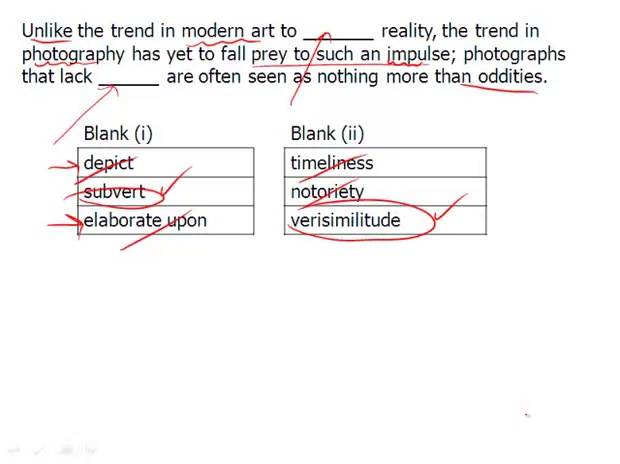 Unlike the trend in modern art to ______ reality, the trend in
photography has yet to fall prey to such an impulse; photographs
that lack ______ are often seen as nothing more than oddities.
Blank (i) Blank (ii)
depict timeliness
subvert notoriety
elaborate upon verisimilitude